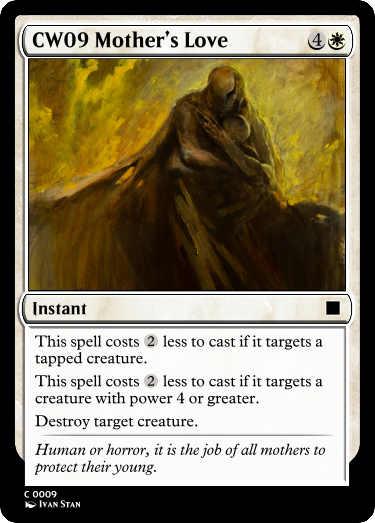 CW09 Mother's Love 4
Instant
This spell costs 2 less to cast if it targets a
tapped creature.
This spell costs 2 less to cast if it targets a
creature with power 4 or greater.
Destroy target creature.
Human or horror, it is the job of all mothers to
protect their young.
C 0009
Ivan Stan